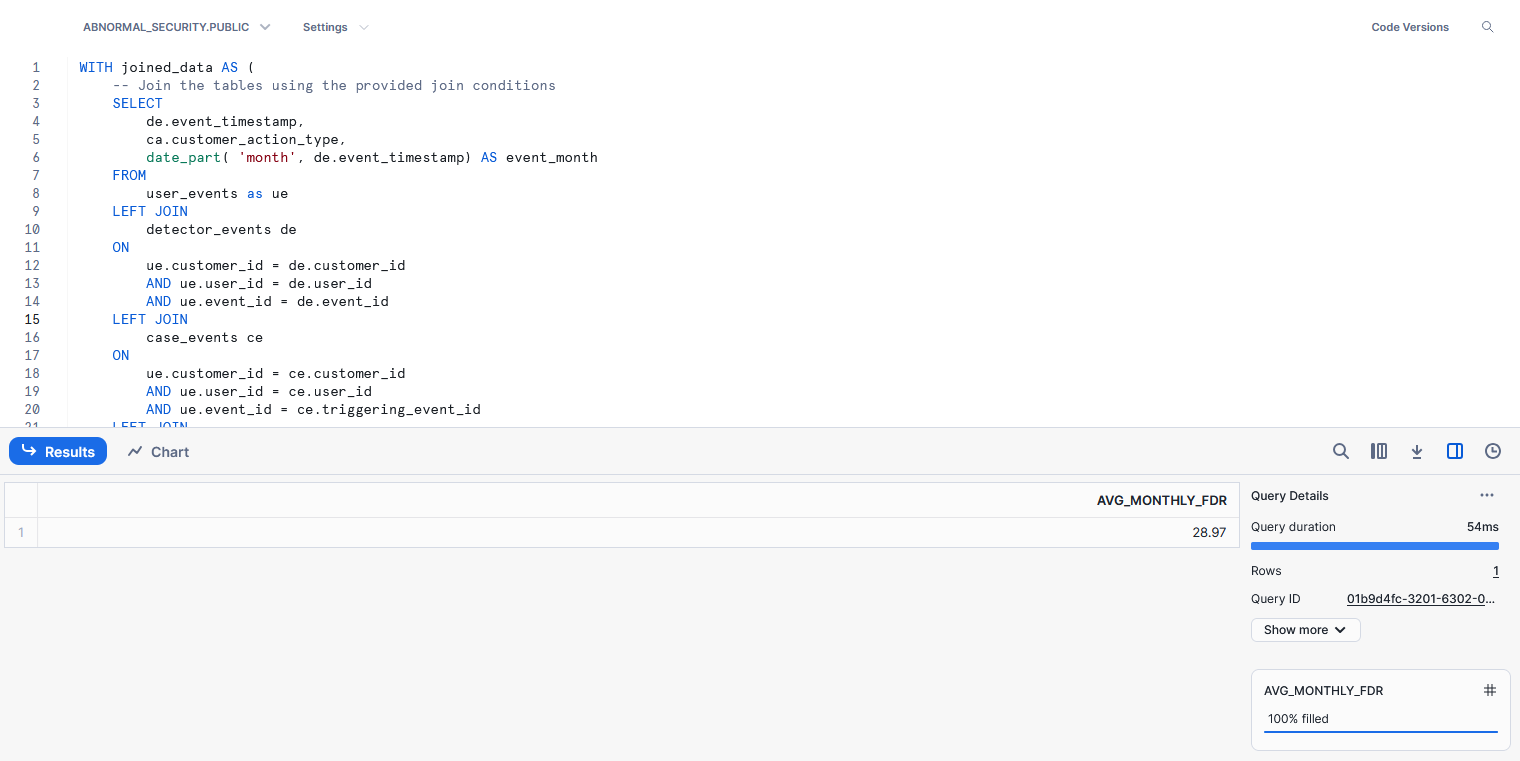 ABNORMAL_SECURITY.PUBLIC Settings Code Versions
1 WITH joined_data AS (
2 -- Join the tables using the provided join conditions
3 SELECT
4 de.event_timestamp,
5 ca.customer_action_type,
6 date_part( 'month', de.event_timestamp) AS event_month
7 FROM
8 user_events as ue
9 LEFT JOIN
10 detector_events de
11 ON
12 ue.customer_id = de.customer_id
13 AND ue.user_id = de.user_id
14 AND ue.event_id = de.event_id
15 LEFT JOIN
16 case_events ce
17 ON
18 ue.customer_id = ce.customer_id
19 AND ue.user_id = ce.user_id
20 AND ue.event_id = ce.triggering_event_id
21 LEFT JOIN
Results Chart
AVG_MONTHLY_FDR
1 28.97
Query Details ...
Query duration 54ms
Rows 1
Query ID 01b9d4fc-3201-6302-0...
Show more
AVG_MONTHLY_FDR #
100% filled